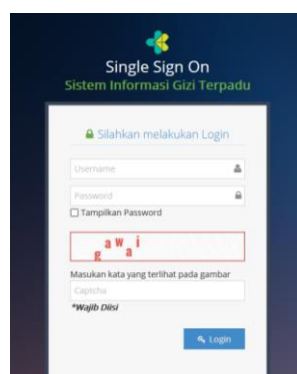 Single Sign On
Sistem Informasi Gizi Terpadu
Silahkan melakukan Login
Username
Password
Tampilkan Password
gawai
Masukan kata yang terlihat pada gambar
Captcha
*Wajib Diisi
Login